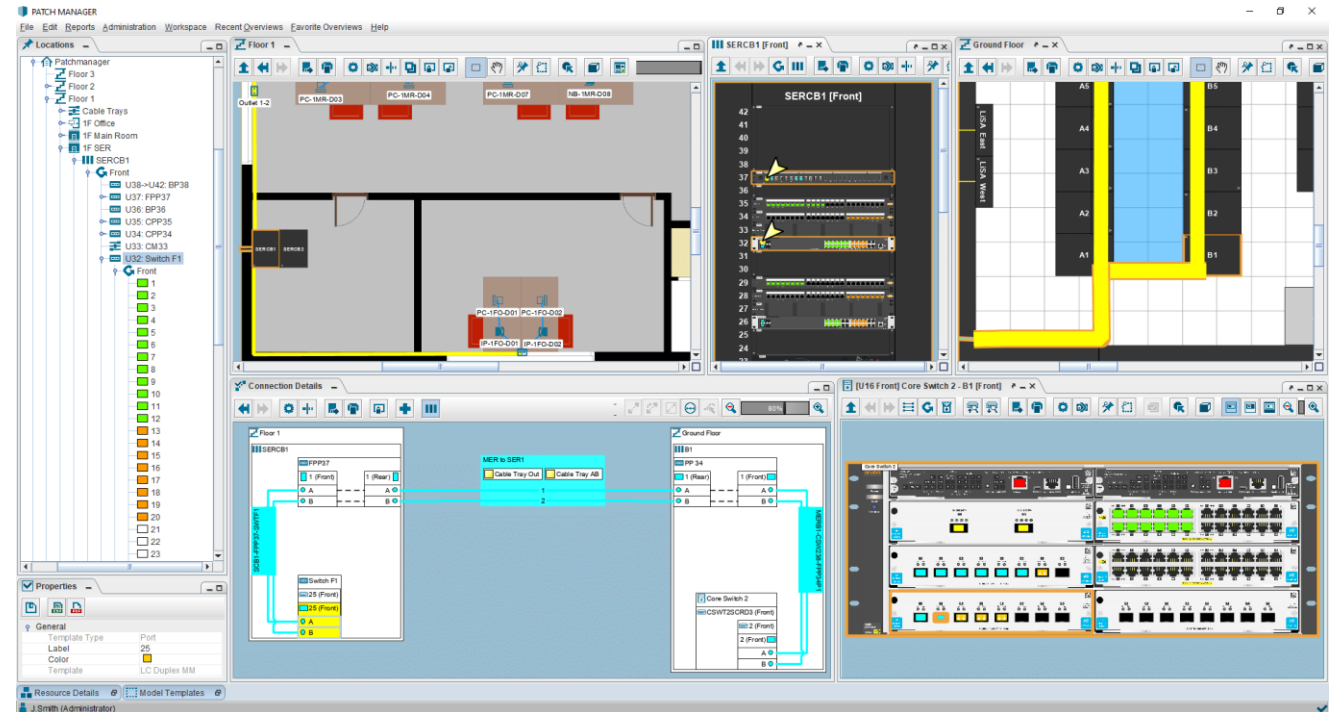 PATCH MANAGER
File Edit Reports Administration Workspace Recent Overviews Favorite Overviews Help
Locations
Patchmanager
Floor 3
Floor 2
Floor 1
Cable Trays
1F Office
1F Main Room
1F SER
SERCB1
Front
U38->U42: BP38
U37: FPP37
U36: BP36
U35: CPP35
U34: CPP34
U33: CM33
U32: Switch F1
Front
1
2
3
4
5
6
7
8
9
10
11
12
13
14
15
16
17
18
19
20
21
22
23
Properties
General
Template Type Port
Label 25
Color
Template LC Duplex MM
Floor 1
Outlet 1-2
PC-1MR-D03
PC-1MR-D04
PC-1MR-D07
NB-1MR-D08
SERCB1 SERCB2
PC-1FO-D01 PC-1FO-D02
IP-1FO-D01 IP-1FO-D02
SERCB1 [Front]
SERCB1 [Front]
42
41
40
39
38
37
36
35
34
33
32
31
30
29
28
27
26
25
24
23
Ground Floor
A5 B5
LiSA East
A4 B4
LiSA West
A3 B3
A2 B2
A1 B1
Connection Details
80%
Floor 1
SERCB1
FPP37
1 (Front) 1 (Rear)
A A
B B
SCB1-FPP37-SWTF1
Switch F1
25 (Front)
25 (Front)
A
B
MER to SER1
Cable Tray Out Cable Tray AB
1
2
Ground Floor
B1
PP 34
1 (Rear) 1 (Front)
A A
B B
Core Switch 2
CSWT2SCRD3 (Front)
2 (Front)
2 (Front)
A
B
[U16 Front] Core Switch 2 - B1 [Front]
Core Switch 2
Resource Details Model Templates
J.Smith (Administrator)